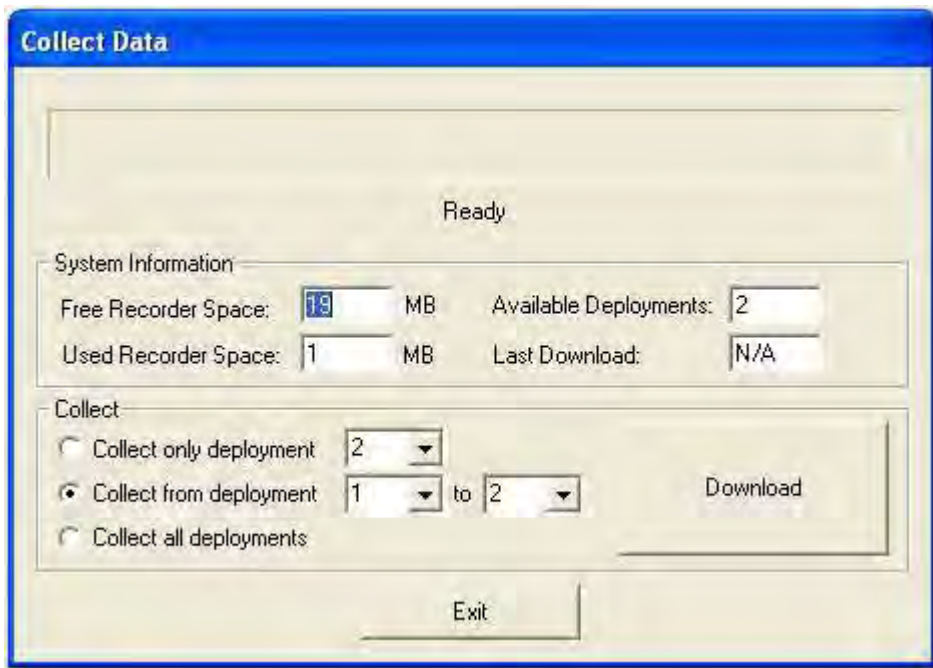 Collect Data
Ready
System Information
Free Recorder Space: 19 MB Available Deployments: 2
Used Recorder Space: 1 MB Last Download: N/A
Collect
Collect only deployment 2
Collect from deployment 1 to 2 Download
Collect all deployments
Exit